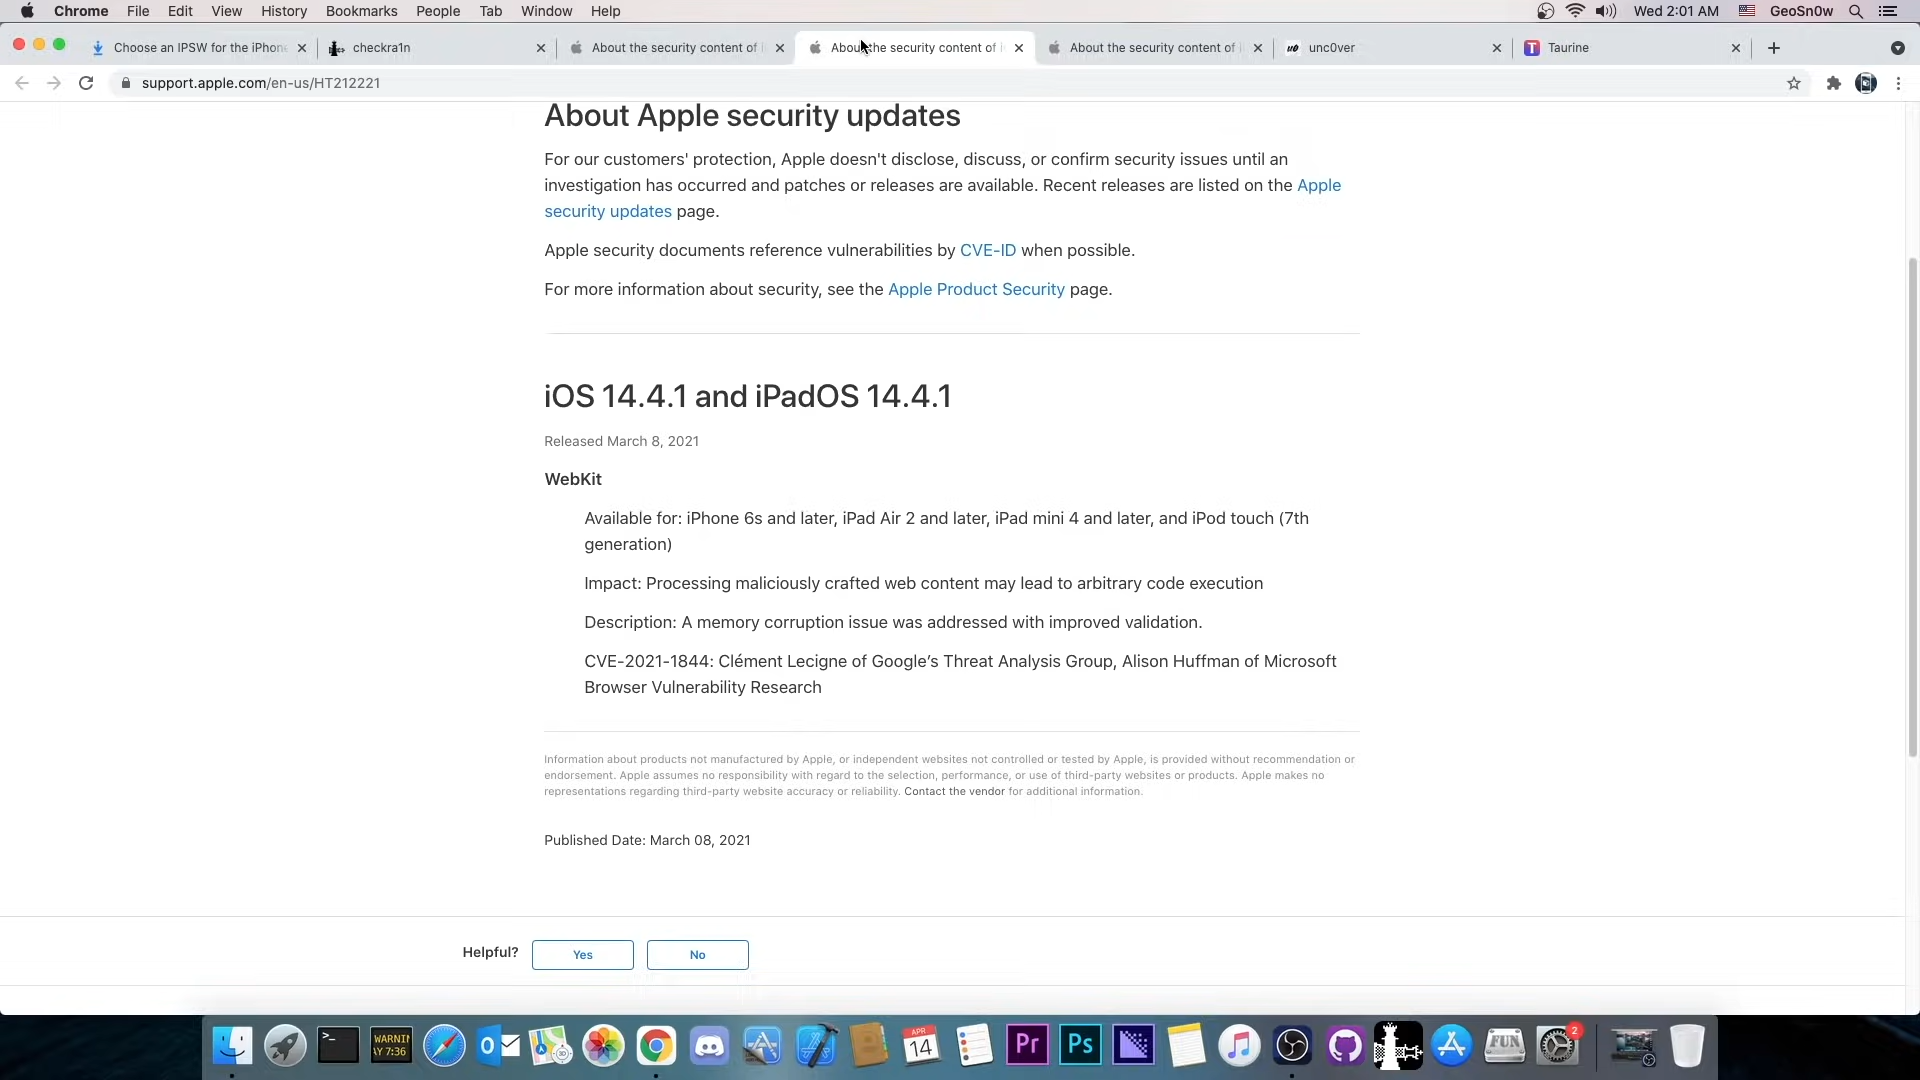 Chrome File Edit View History Bookmarks People Tab Window Help Wed 2:01 AM GeoSn0w
Choose an IPSW for the iPhone checkra1n About the security content of i About the security content of i About the security content of i unc0ver Taurine
support.apple.com/en-us/HT212221
About Apple security updates
For our customers' protection, Apple doesn't disclose, discuss, or confirm security issues until an
investigation has occurred and patches or releases are available. Recent releases are listed on the Apple
security updates page.
Apple security documents reference vulnerabilities by CVE-ID when possible.
For more information about security, see the Apple Product Security page.
iOS 14.4.1 and iPadOS 14.4.1
Released March 8, 2021
WebKit
Available for: iPhone 6s and later, iPad Air 2 and later, iPad mini 4 and later, and iPod touch (7th
generation)
Impact: Processing maliciously crafted web content may lead to arbitrary code execution
Description: A memory corruption issue was addressed with improved validation.
CVE-2021-1844: Clément Lecigne of Google’s Threat Analysis Group, Alison Huffman of Microsoft
Browser Vulnerability Research
Information about products not manufactured by Apple, or independent websites not controlled or tested by Apple, is provided without recommendation or
endorsement. Apple assumes no responsibility with regard to the selection, performance, or use of third-party websites or products. Apple makes no
representations regarding third-party website accuracy or reliability. Contact the vendor for additional information.
Published Date: March 08, 2021
Helpful? Yes No
WARNIN
AY 7:36
APR
14
Pr
Ps
FUN
2